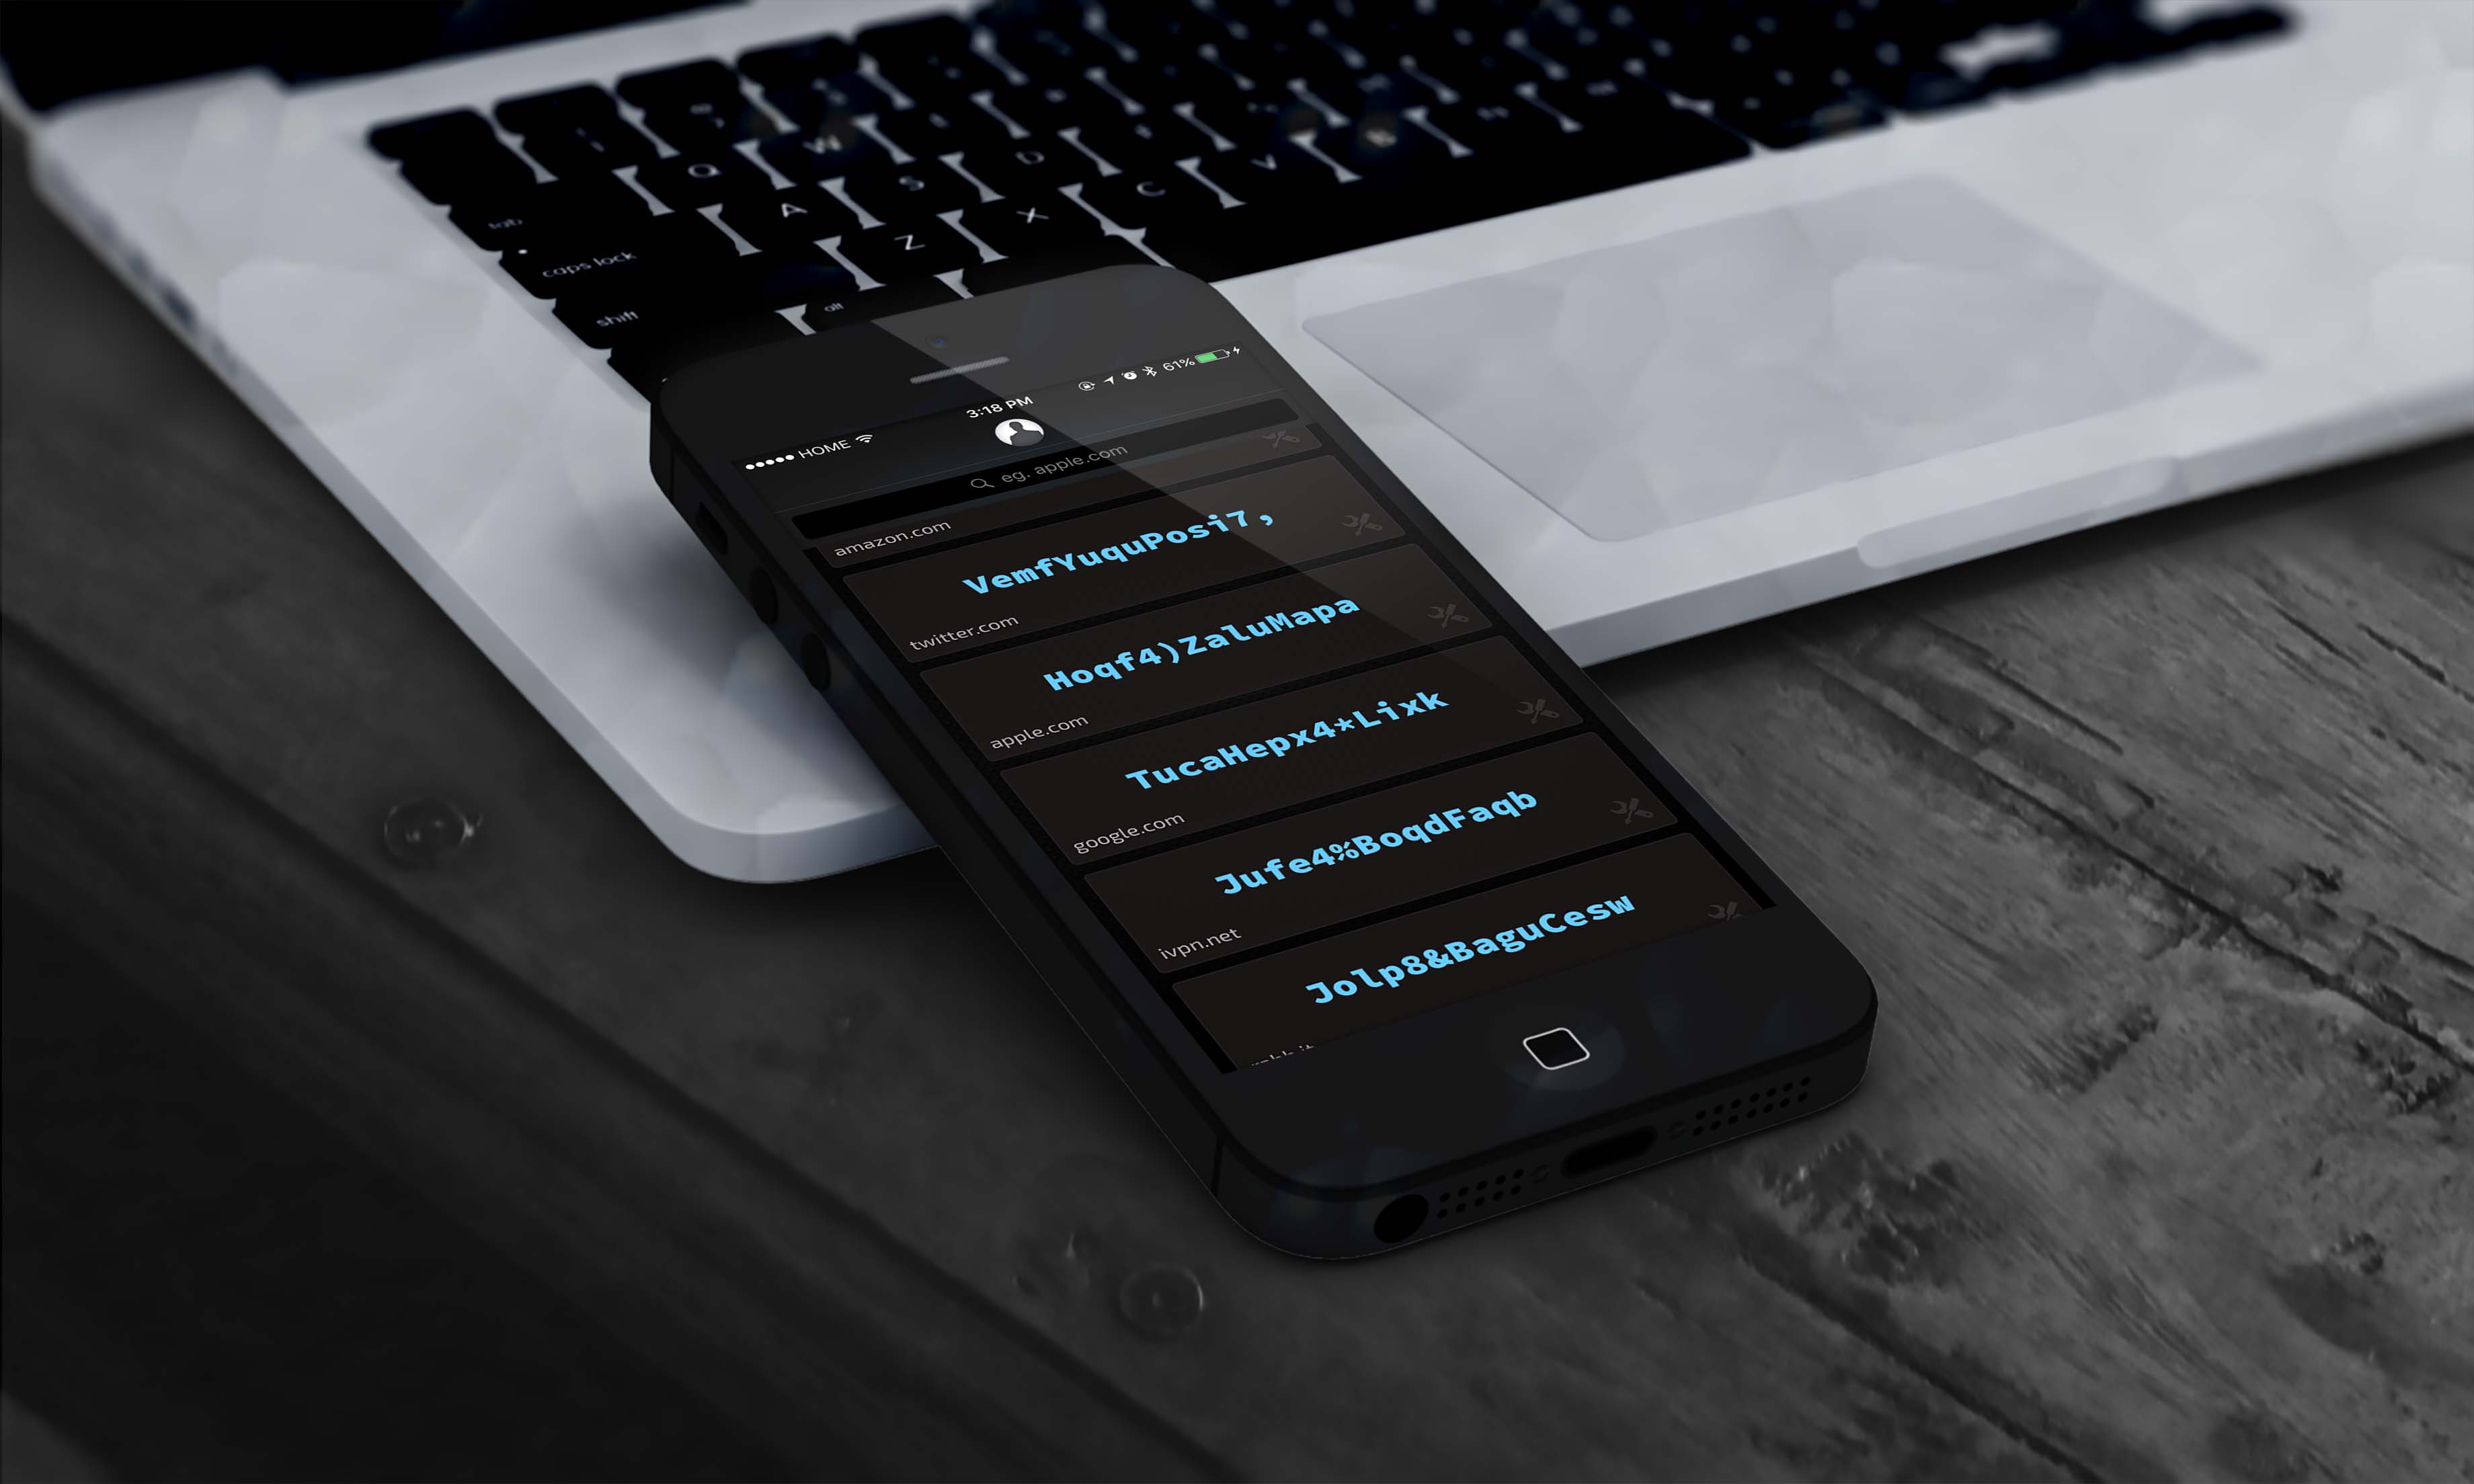 Q W
tab A S D
caps lock Z X C V
shift alt
HOME 3:18 PM 61%
eg. apple.com
amazon.com
VemfYuquPosi7,
twitter.com
Hoqf4)ZaluMapa
apple.com
TucaHepx4*Lixk
google.com
Jufe4%BoqdFaqb
ivpn.net
Jolp8&BaguCesw